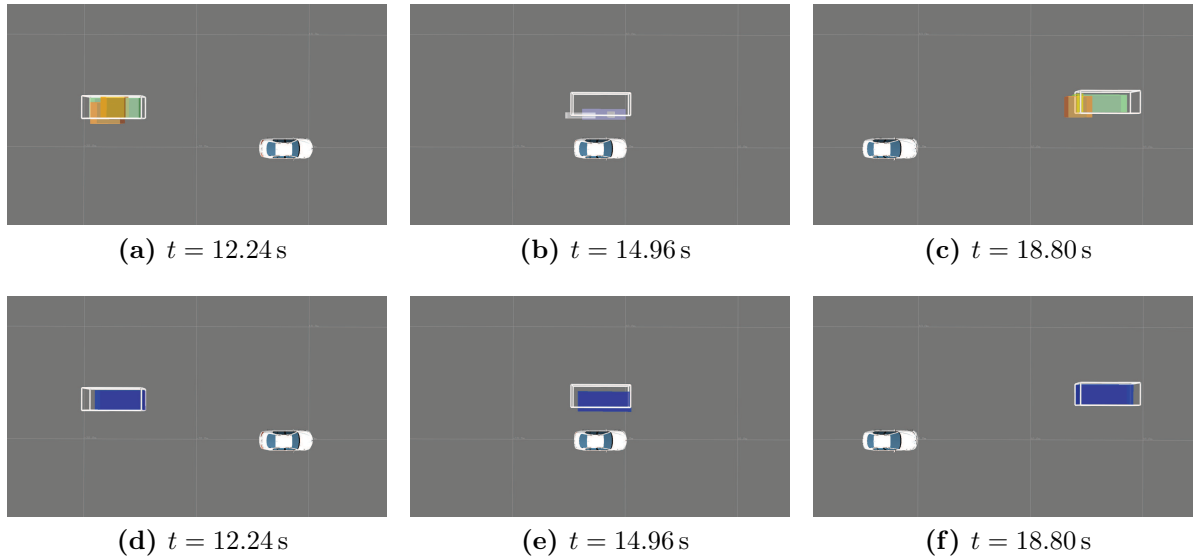 (a) t = 12.24 s
(b) t = 14.96 s
(c) t = 18.80 s
(d) t = 12.24 s
(e) t = 14.96 s
(f) t = 18.80 s